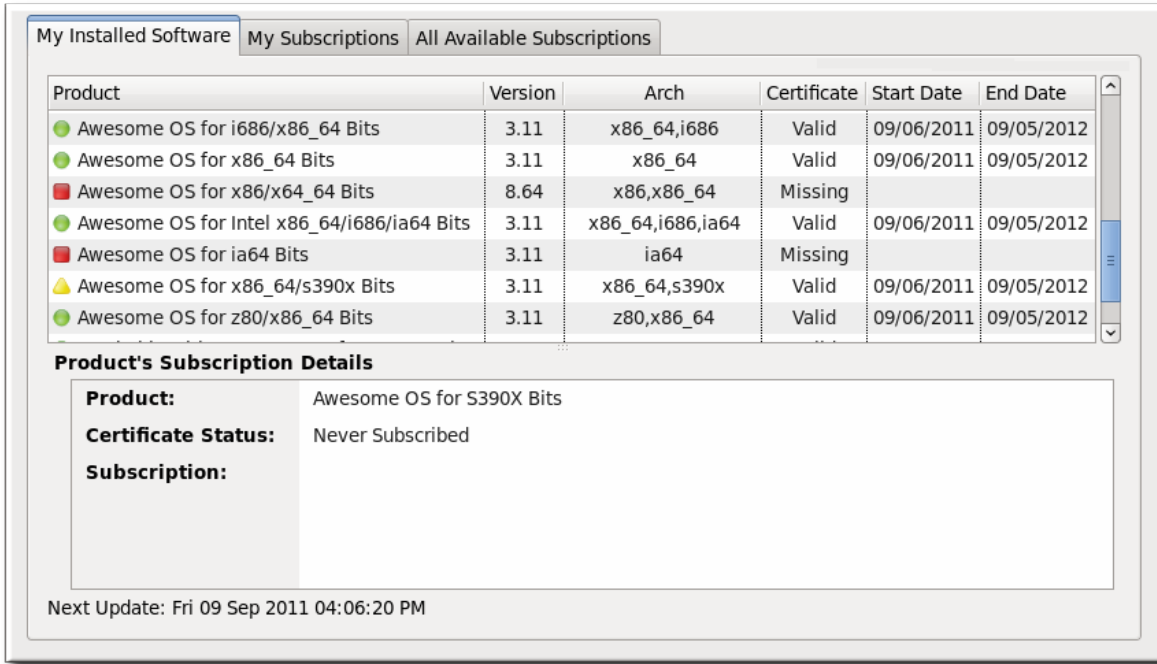 My Installed Software My Subscriptions All Available Subscriptions
Product Version Arch Certificate Start Date End Date
Awesome OS for i686/x86_64 Bits 3.11 x86_64,i686 Valid 09/06/2011 09/05/2012
Awesome OS for x86_64 Bits 3.11 x86_64 Valid 09/06/2011 09/05/2012
Awesome OS for x86/x64_64 Bits 8.64 x86,x86_64 Missing
Awesome OS for Intel x86_64/i686/ia64 Bits 3.11 x86_64,i686,ia64 Valid 09/06/2011 09/05/2012
Awesome OS for ia64 Bits 3.11 ia64 Missing
Awesome OS for x86_64/s390x Bits 3.11 x86_64,s390x Valid 09/06/2011 09/05/2012
Awesome OS for z80/x86_64 Bits 3.11 z80,x86_64 Valid 09/06/2011 09/05/2012
Product's Subscription Details
Product: Awesome OS for S390X Bits
Certificate Status: Never Subscribed
Subscription:
Next Update: Fri 09 Sep 2011 04:06:20 PM